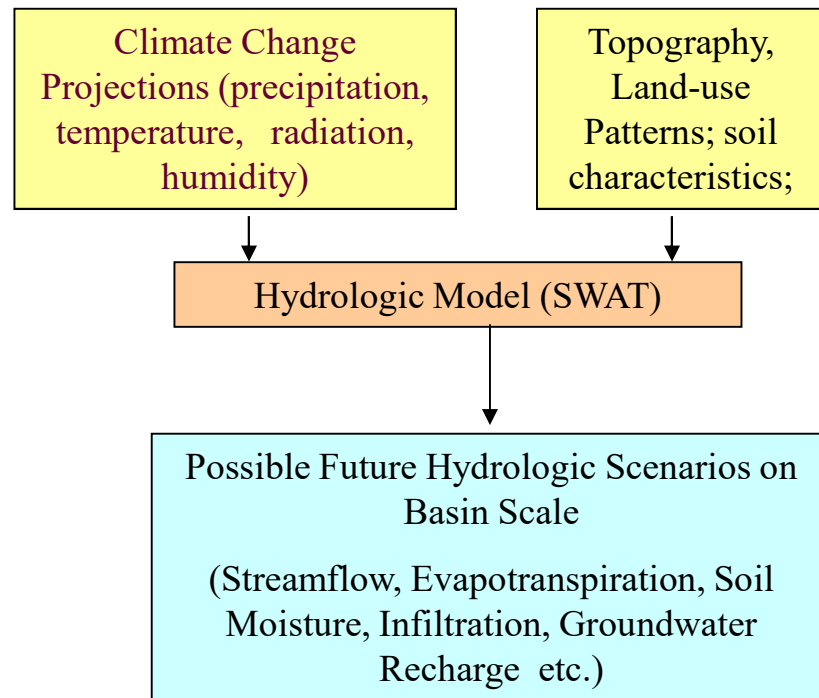 Climate Change
Projections (precipitation,
temperature, radiation,
humidity)
Topography,
Land-use
Patterns; soil
characteristics;
Hydrologic Model (SWAT)
Possible Future Hydrologic Scenarios on
Basin Scale
(Streamflow, Evapotranspiration, Soil
Moisture, Infiltration, Groundwater
Recharge etc.)